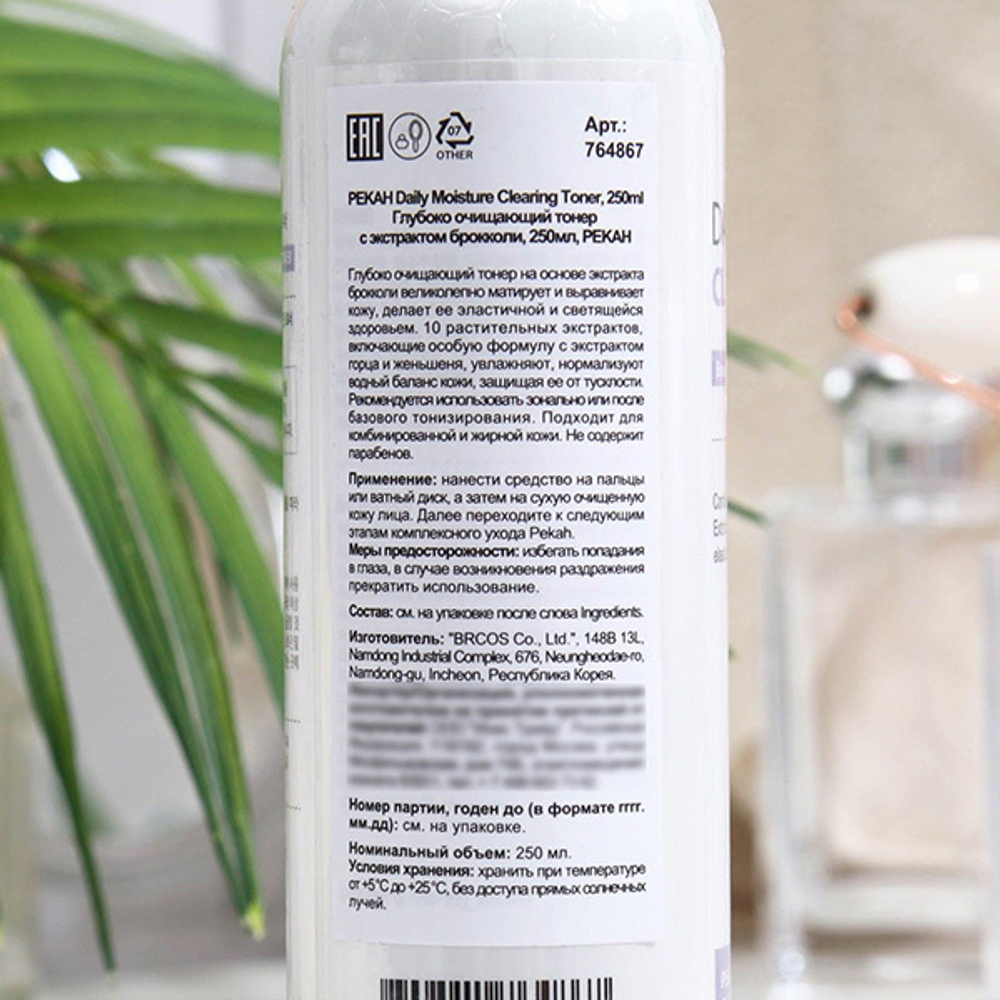 EAC
07
OTHER
Арт.:
764867
PEKAH Daily Moisture Clearing Toner, 250ml
Глубоко очищающий тонер
с экстрактом брокколи, 250мл, PEKAH
Глубоко очищающий тонер на основе экстракта
брокколи великолепно матирует и выравнивает
кожу, делает ее эластичной и светящейся
здоровьем. 10 растительных экстрактов,
включающие особую формулу с экстрактом
горца и женьшеня, увлажняют, нормализуют
водный баланс кожи, защищая ее от тусклости.
Рекомендуется использовать зонально или после
базового тонизирования. Подходит для
комбинированной и жирной кожи. Не содержит
парабенов.
Применение: нанести средство на пальцы
или ватный диск, а затем на сухую очищенную
кожу лица. Далее переходите к следующим
этапам комплексного ухода Pekah.
Меры предосторожности: избегать попадания
в глаза, в случае возникновения раздражения
прекратить использование.
Состав: см. на упаковке после слова Ingredients.
Изготовитель: "BRCOS Co., Ltd.", 148B 13L,
Namdong Industrial Complex, 676, Neungheodae-ro,
Namdong-gu, Incheon, Республика Корея.
Номер партии, годен до (в формате гггг.
мм.дд): см. на упаковке.
Номинальный объем: 250 мл.
Условия хранения: хранить при температуре
от +5°С до +25°С, без доступа прямых солнечных
лучей.